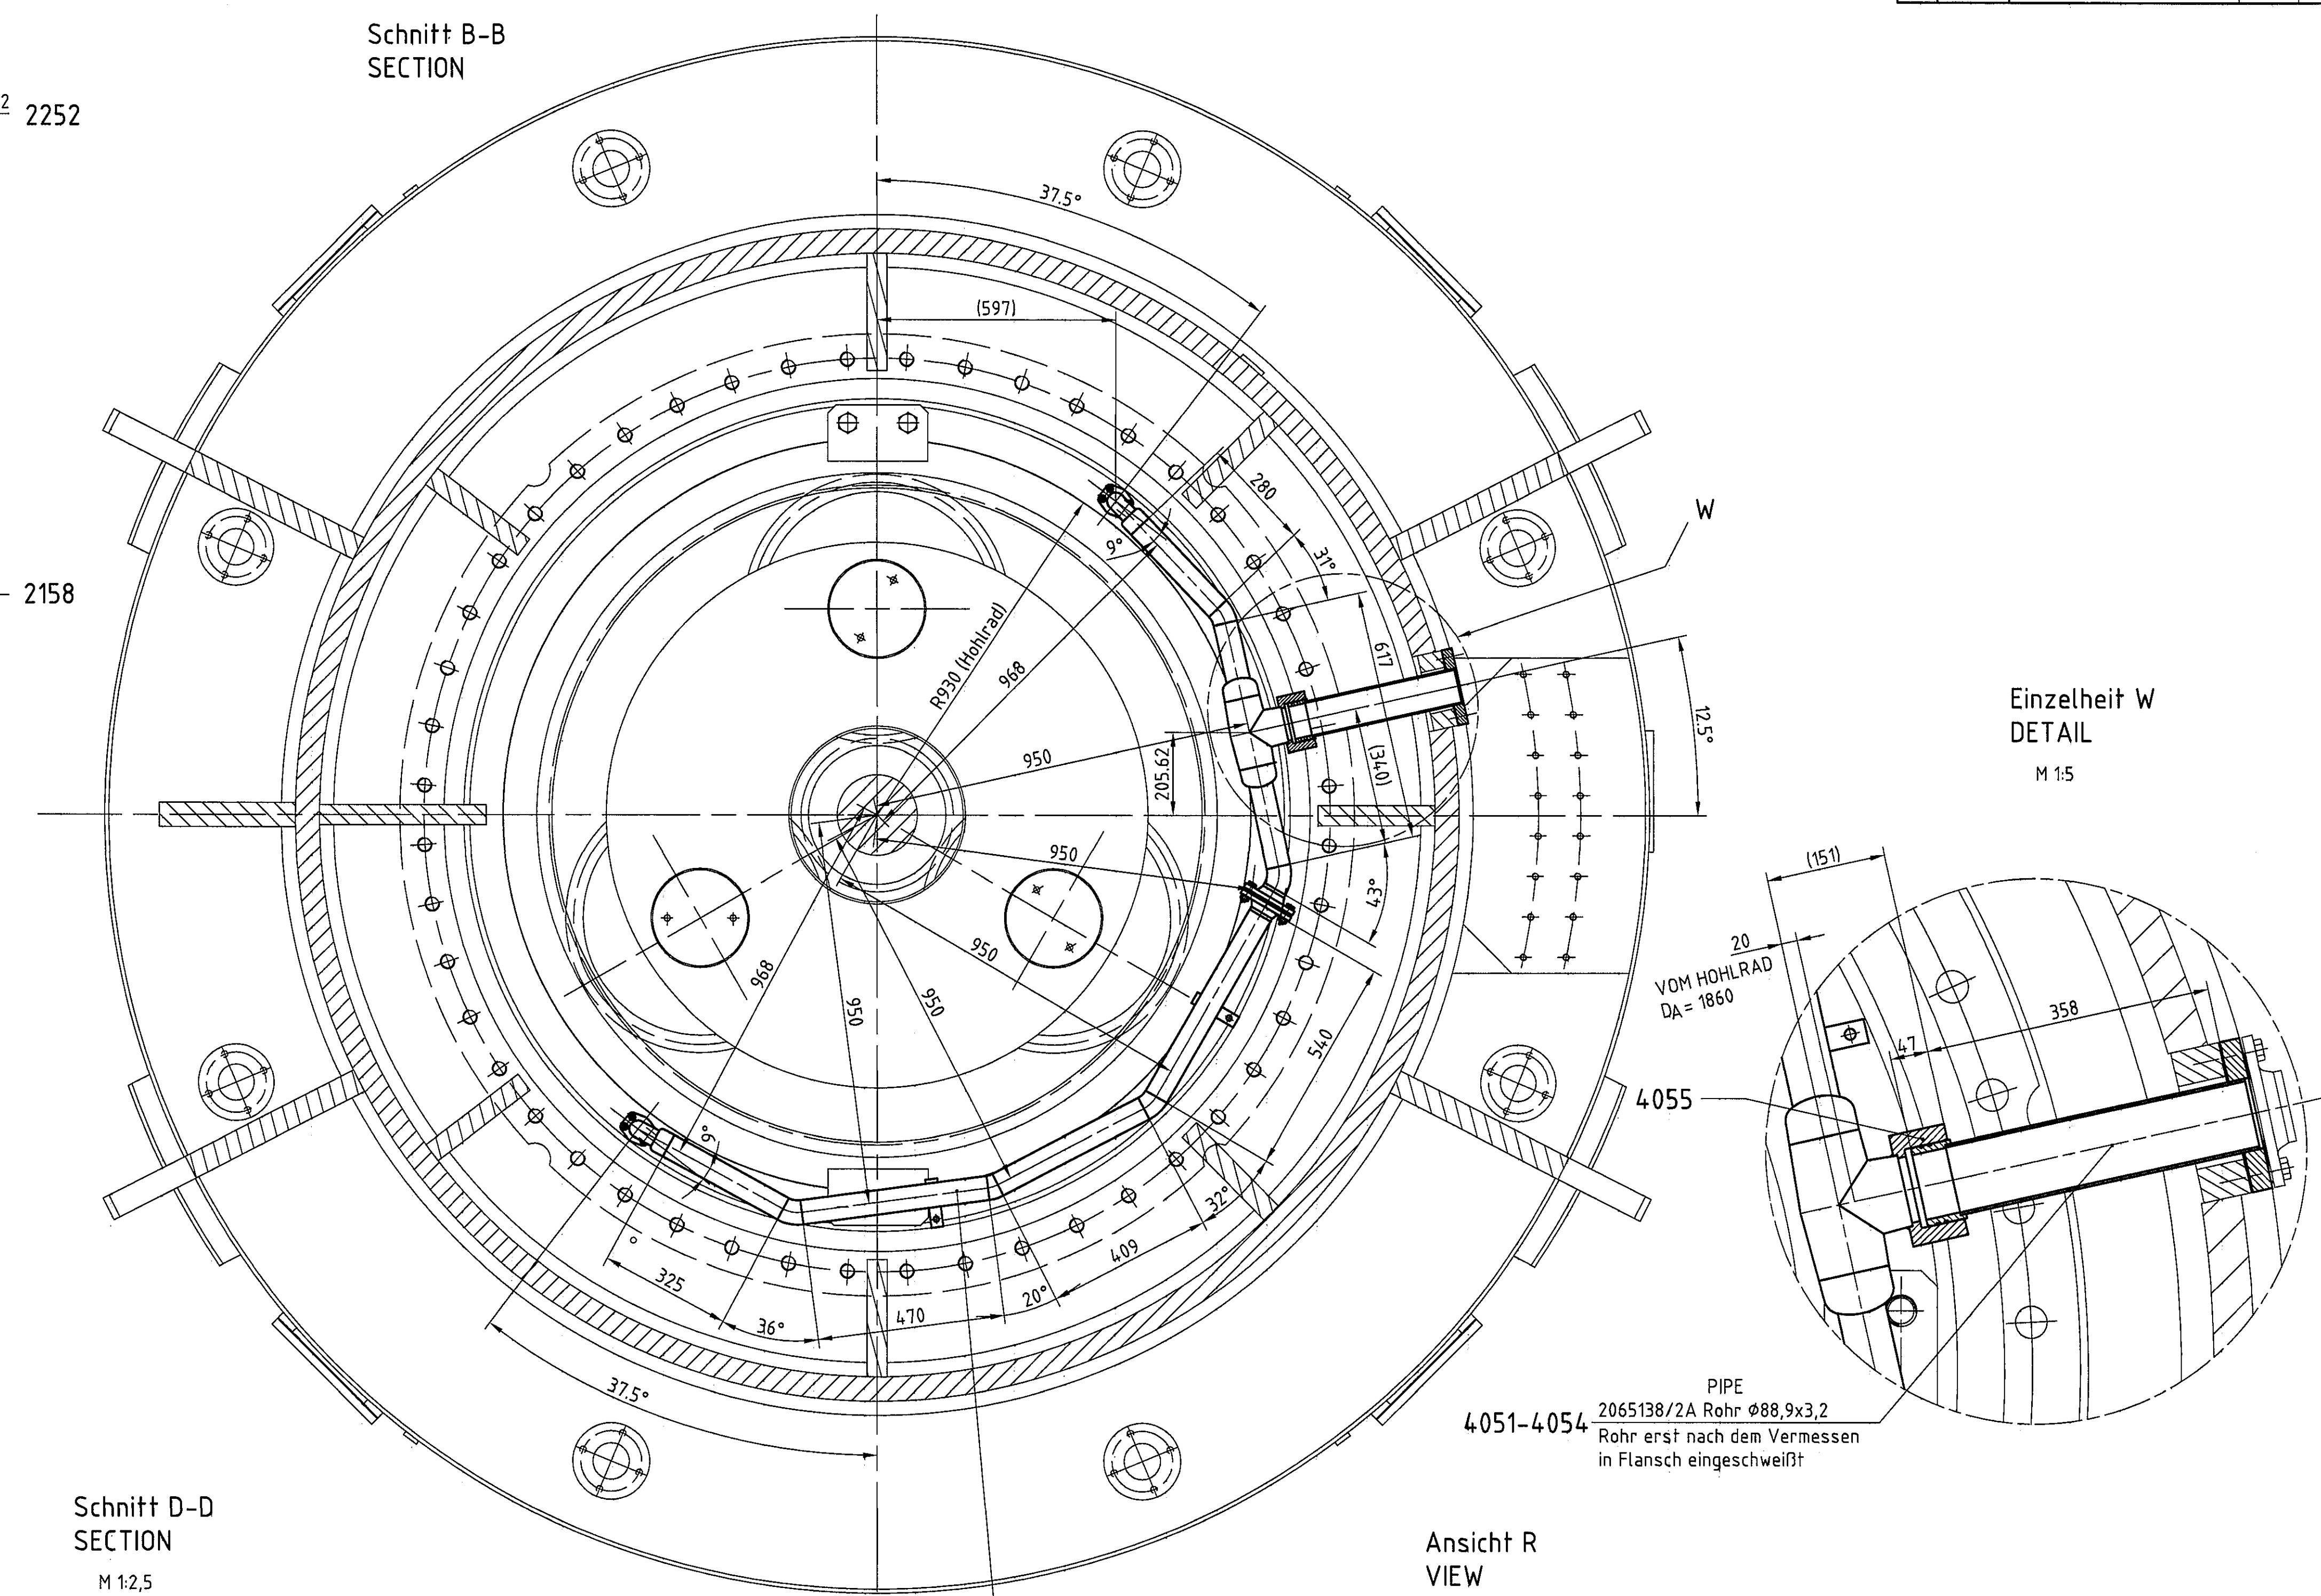 Schnitt B-B
SECTION
2
2252
2158
37.5°
(597)
280
31°
9°
R930 (Hohlrad)
968
617
W
12.5°
950
205.62
(340)
950
43°
950
968
950
950
540
9°
32°
409
20°
470
36°
325
°
37.5°
Einzelheit W
DETAIL
M 1:5
(151)
20
VOM HOHLRAD
DA= 1860
47
358
4055
PIPE
4051-4054 2065138/2A Rohr Φ88,9x3,2
Rohr erst nach dem Vermessen
in Flansch eingeschweißt
Schnitt D-D
SECTION
M 1:2,5
Ansicht R
VIEW